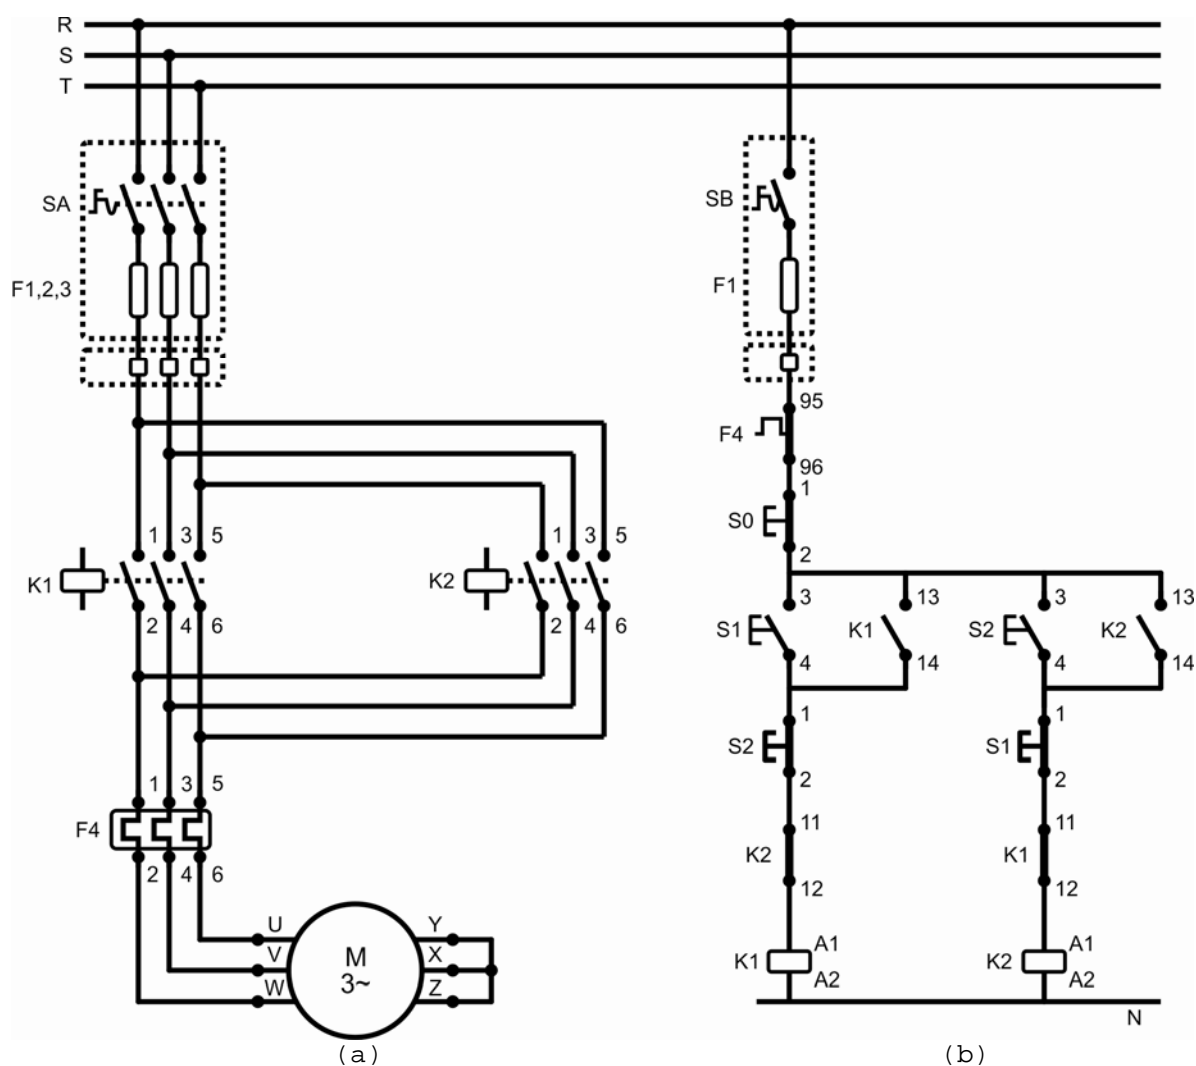 R
S
T
SA
F1,2,3
1 3 5
K1
2 4 6
1 3 5
K2
2 4 6
1 3 5
F4
2 4 6
U
V
W
M
3~
Y
X
Z
(a)
SB
F1
95
F4
96
1
S0
2
3 13 3 13
S1 K1 S2 K2
4 14 4 14
1 1
S2 S1
2 2
11 11
K2 K1
12 12
A1 A1
K1 K2
A2 A2
N
(b)